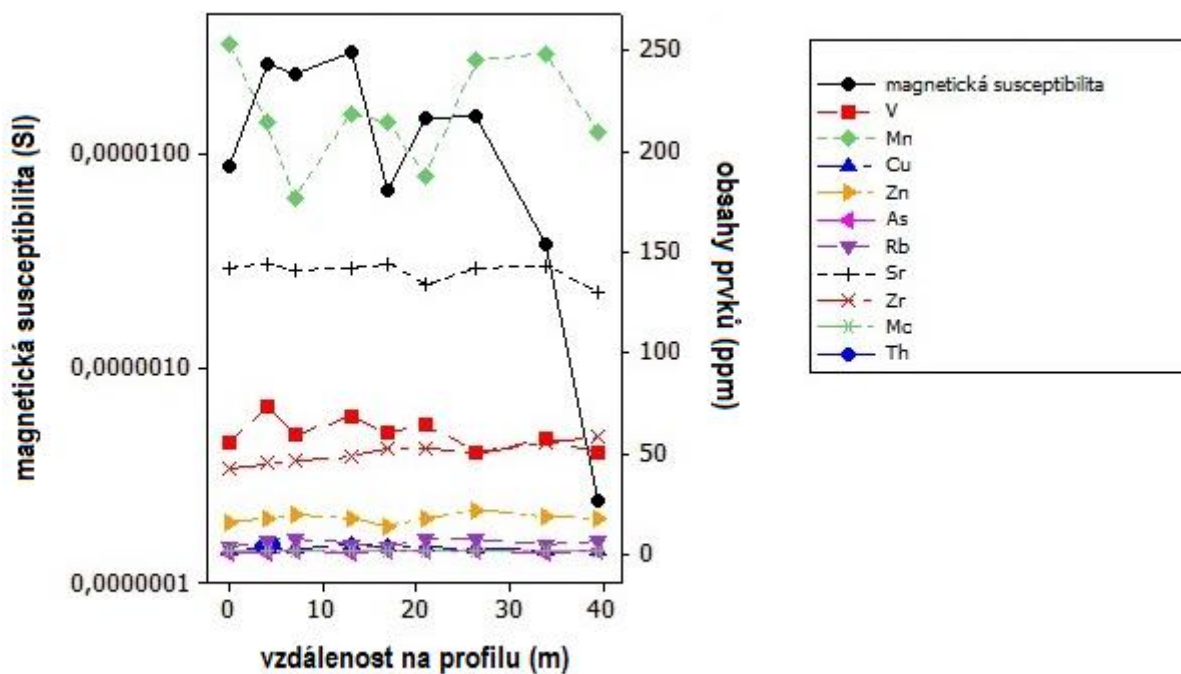 magnetická susceptibilita (SI)
0,0000100
0,0000010
0,0000001
0
10
20
30
40
vzdálenost na profilu (m)
250
200
150
100
50
0
obsahy prvků (ppm)
magnetická susceptibilita
V
Mn
Cu
Zn
As
Rb
Sr
Zr
Mo
Th